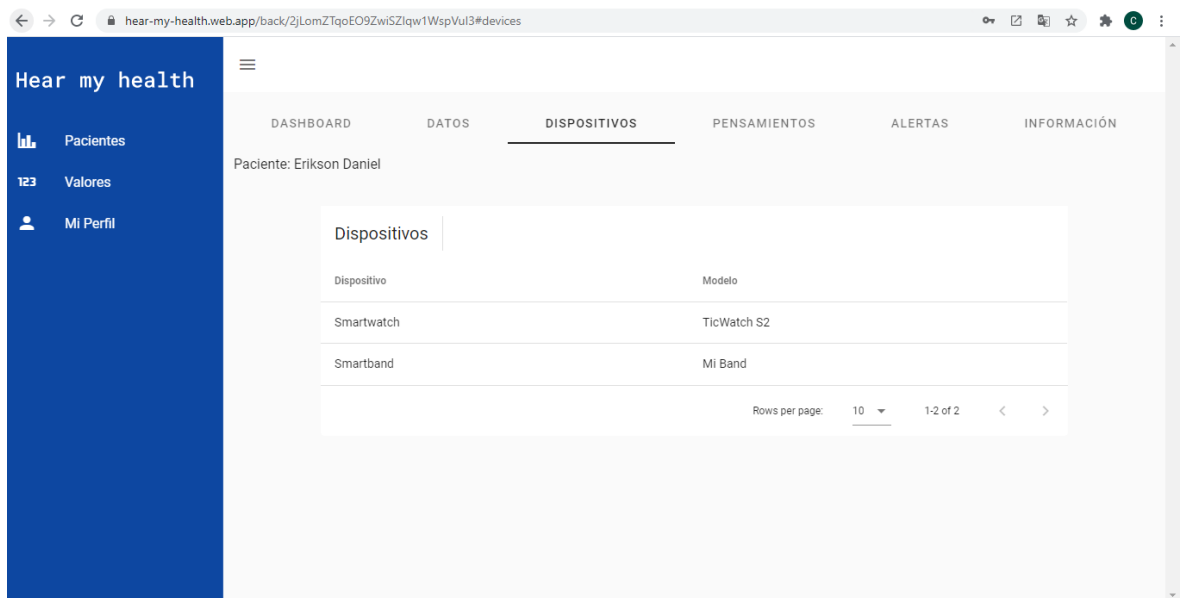 hear-my-health.web.app/back/2jLomZTqoEO9ZwiSZIqw1WspVul3#devices
C
Hear my health
Pacientes
123 Valores
Mi Perfil
DASHBOARD DATOS DISPOSITIVOS PENSAMIENTOS ALERTAS INFORMACIÓN
Paciente: Erikson Daniel
Dispositivos
Dispositivo Modelo
Smartwatch TicWatch S2
Smartband Mi Band
Rows per page: 10 1-2 of 2